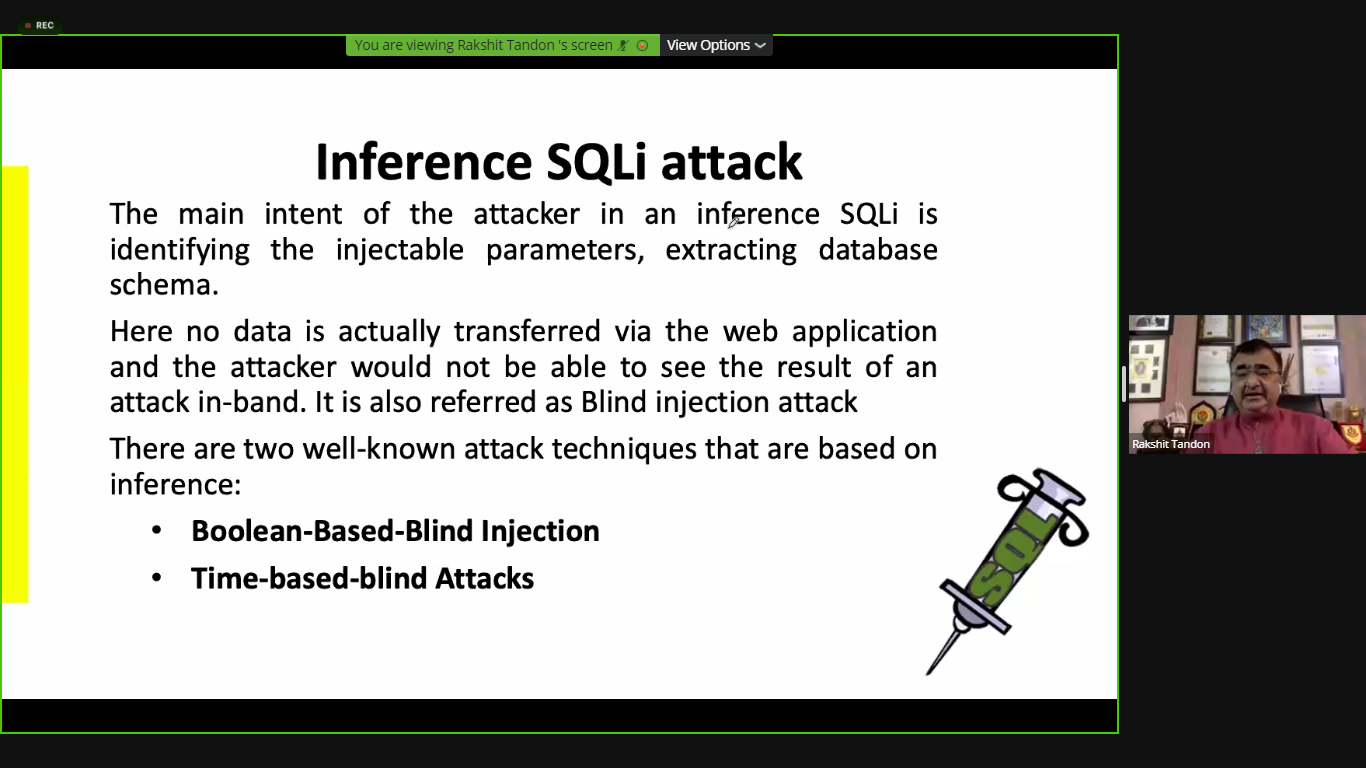 REC
You are viewing Rakshit Tandon 's screen
View Options
Inference SQLi attack
The main intent of the attacker in an inference SQLi is
identifying the injectable parameters, extracting database
schema.
Here no data is actually transferred via the web application
and the attacker would not be able to see the result of an
attack in-band. It is also referred as Blind injection attack
There are two well-known attack techniques that are based on
inference:
• Boolean-Based-Blind Injection
• Time-based-blind Attacks
SQL
Rakshit Tandon